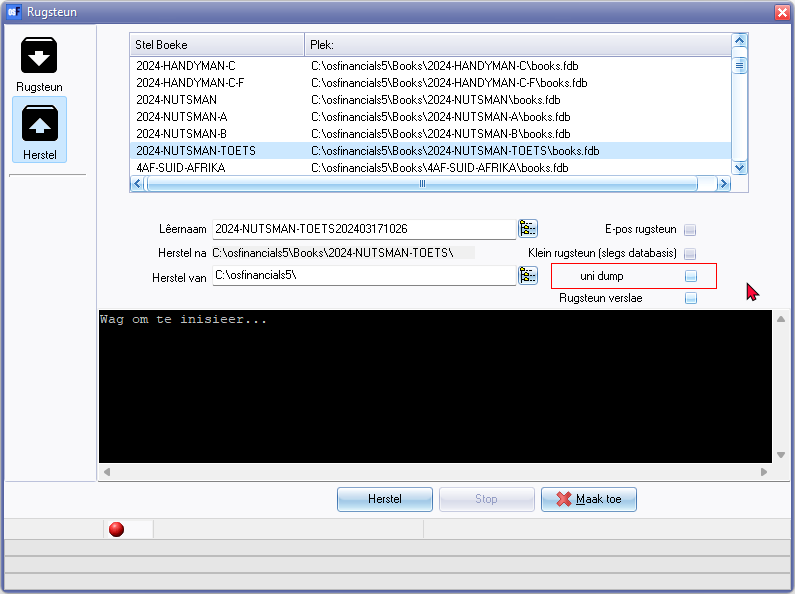 Rugsteun
Rugsteun
Herstel
Stel Boeke Plek:
2024-HANDYMAN-C C:\osfinancials5\Books\2024-HANDYMAN-C\books.fdb
2024-HANDYMAN-C-F C:\osfinancials5\Books\2024-HANDYMAN-C-F\books.fdb
2024-NUTSMAN C:\osfinancials5\Books\2024-NUTSMAN\books.fdb
2024-NUTSMAN-A C:\osfinancials5\Books\2024-NUTSMAN-A\books.fdb
2024-NUTSMAN-B C:\osfinancials5\Books\2024-NUTSMAN-B\books.fdb
2024-NUTSMAN-TOETS C:\osfinancials5\Books\2024-NUTSMAN-TOETS\books.fdb
4AF-SUID-AFRIKA C:\osfinancials5\Books\4AF-SUID-AFRIKA\books.fdb
Lêernaam 2024-NUTSMAN-TOETS202403171026 E-pos rugsteun
Herstel na C:\osfinancials5\Books\2024-NUTSMAN-TOETS\ Klein rugsteun (slegs databasis)
Herstel van C:\osfinancials5\ uni dump
Rugsteun verslae
Wag om te inisieer...
Herstel Stop Maak toe